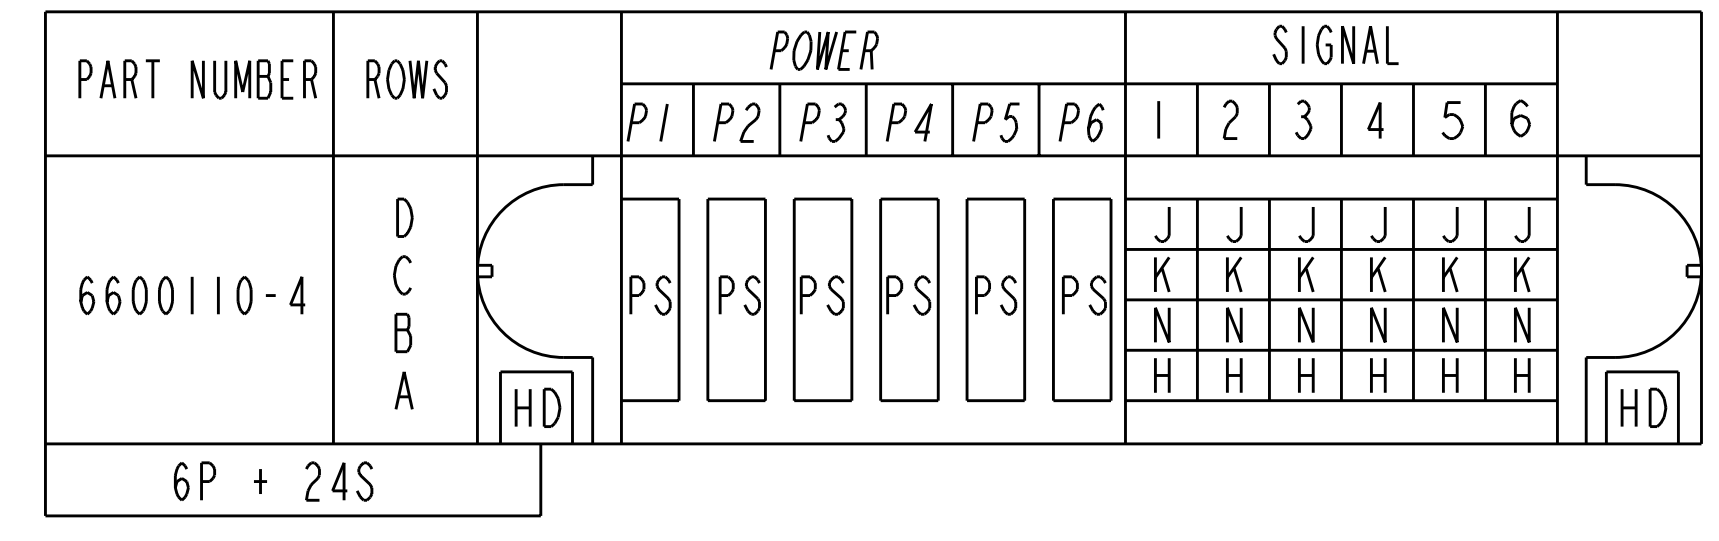 PART NUMBER ROWS POWER SIGNAL
P1 P2 P3 P4 P5 P6 1 2 3 4 5 6
D J J J J J J
C K K K K K K
6600110-4 PS PS PS PS PS PS
B N N N N N N
A H H H H H H
HD HD
6P + 24S